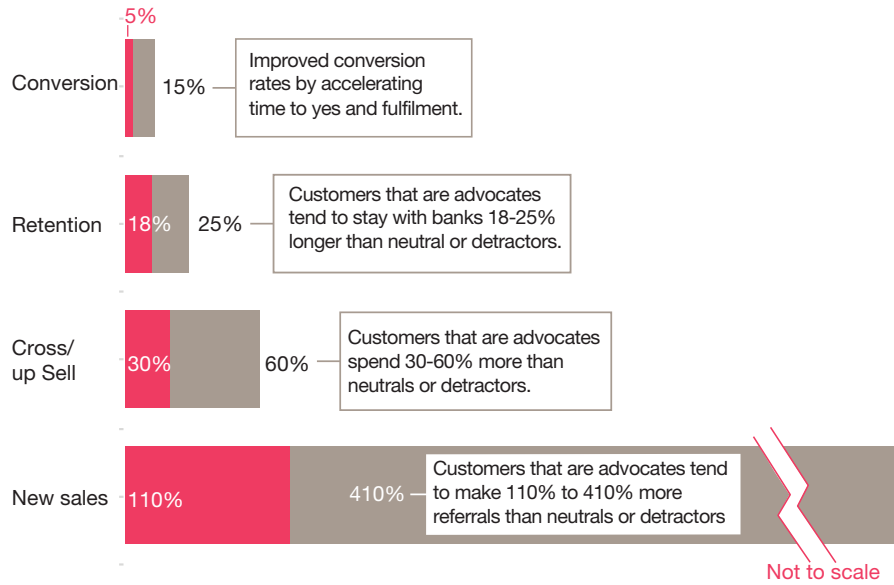 5%
Conversion
15%
Improved conversion
rates by accelerating
time to yes and fulfilment.
Retention
18%
25%
Customers that are advocates
tend to stay with banks 18-25%
longer than neutral or detractors.
Cross/
up Sell
30%
60%
Customers that are advocates
spend 30-60% more than
neutrals or detractors.
New sales
110%
410%
Customers that are advocates tend
to make 110% to 410% more
referrals than neutrals or detractors
Not to scale